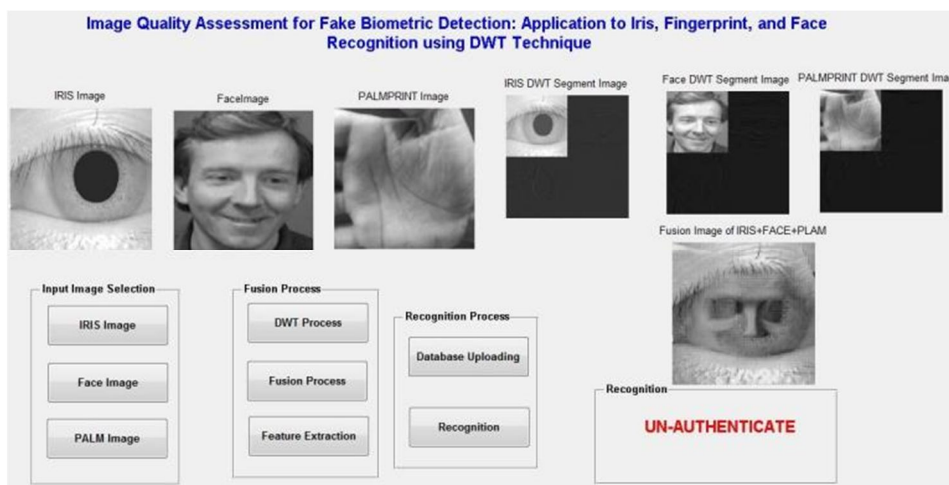 Image Quality Assessment for Fake Biometric Detection: Application to Iris, Fingerprint, and Face
Recognition using DWT Technique
IRIS Image
FaceImage
PALMPRINT Image
IRIS DWT Segment Image
Face DWT Segment Image
PALMPRINT DWT Segment Ima
Fusion Image of IRIS+FACE+PLAM
Input Image Selection
IRIS Image
Face Image
PALM Image
Fusion Process
DWT Process
Fusion Process
Feature Extraction
Recognition Process
Database Uploading
Recognition
Recognition
UN-AUTHENTICATE